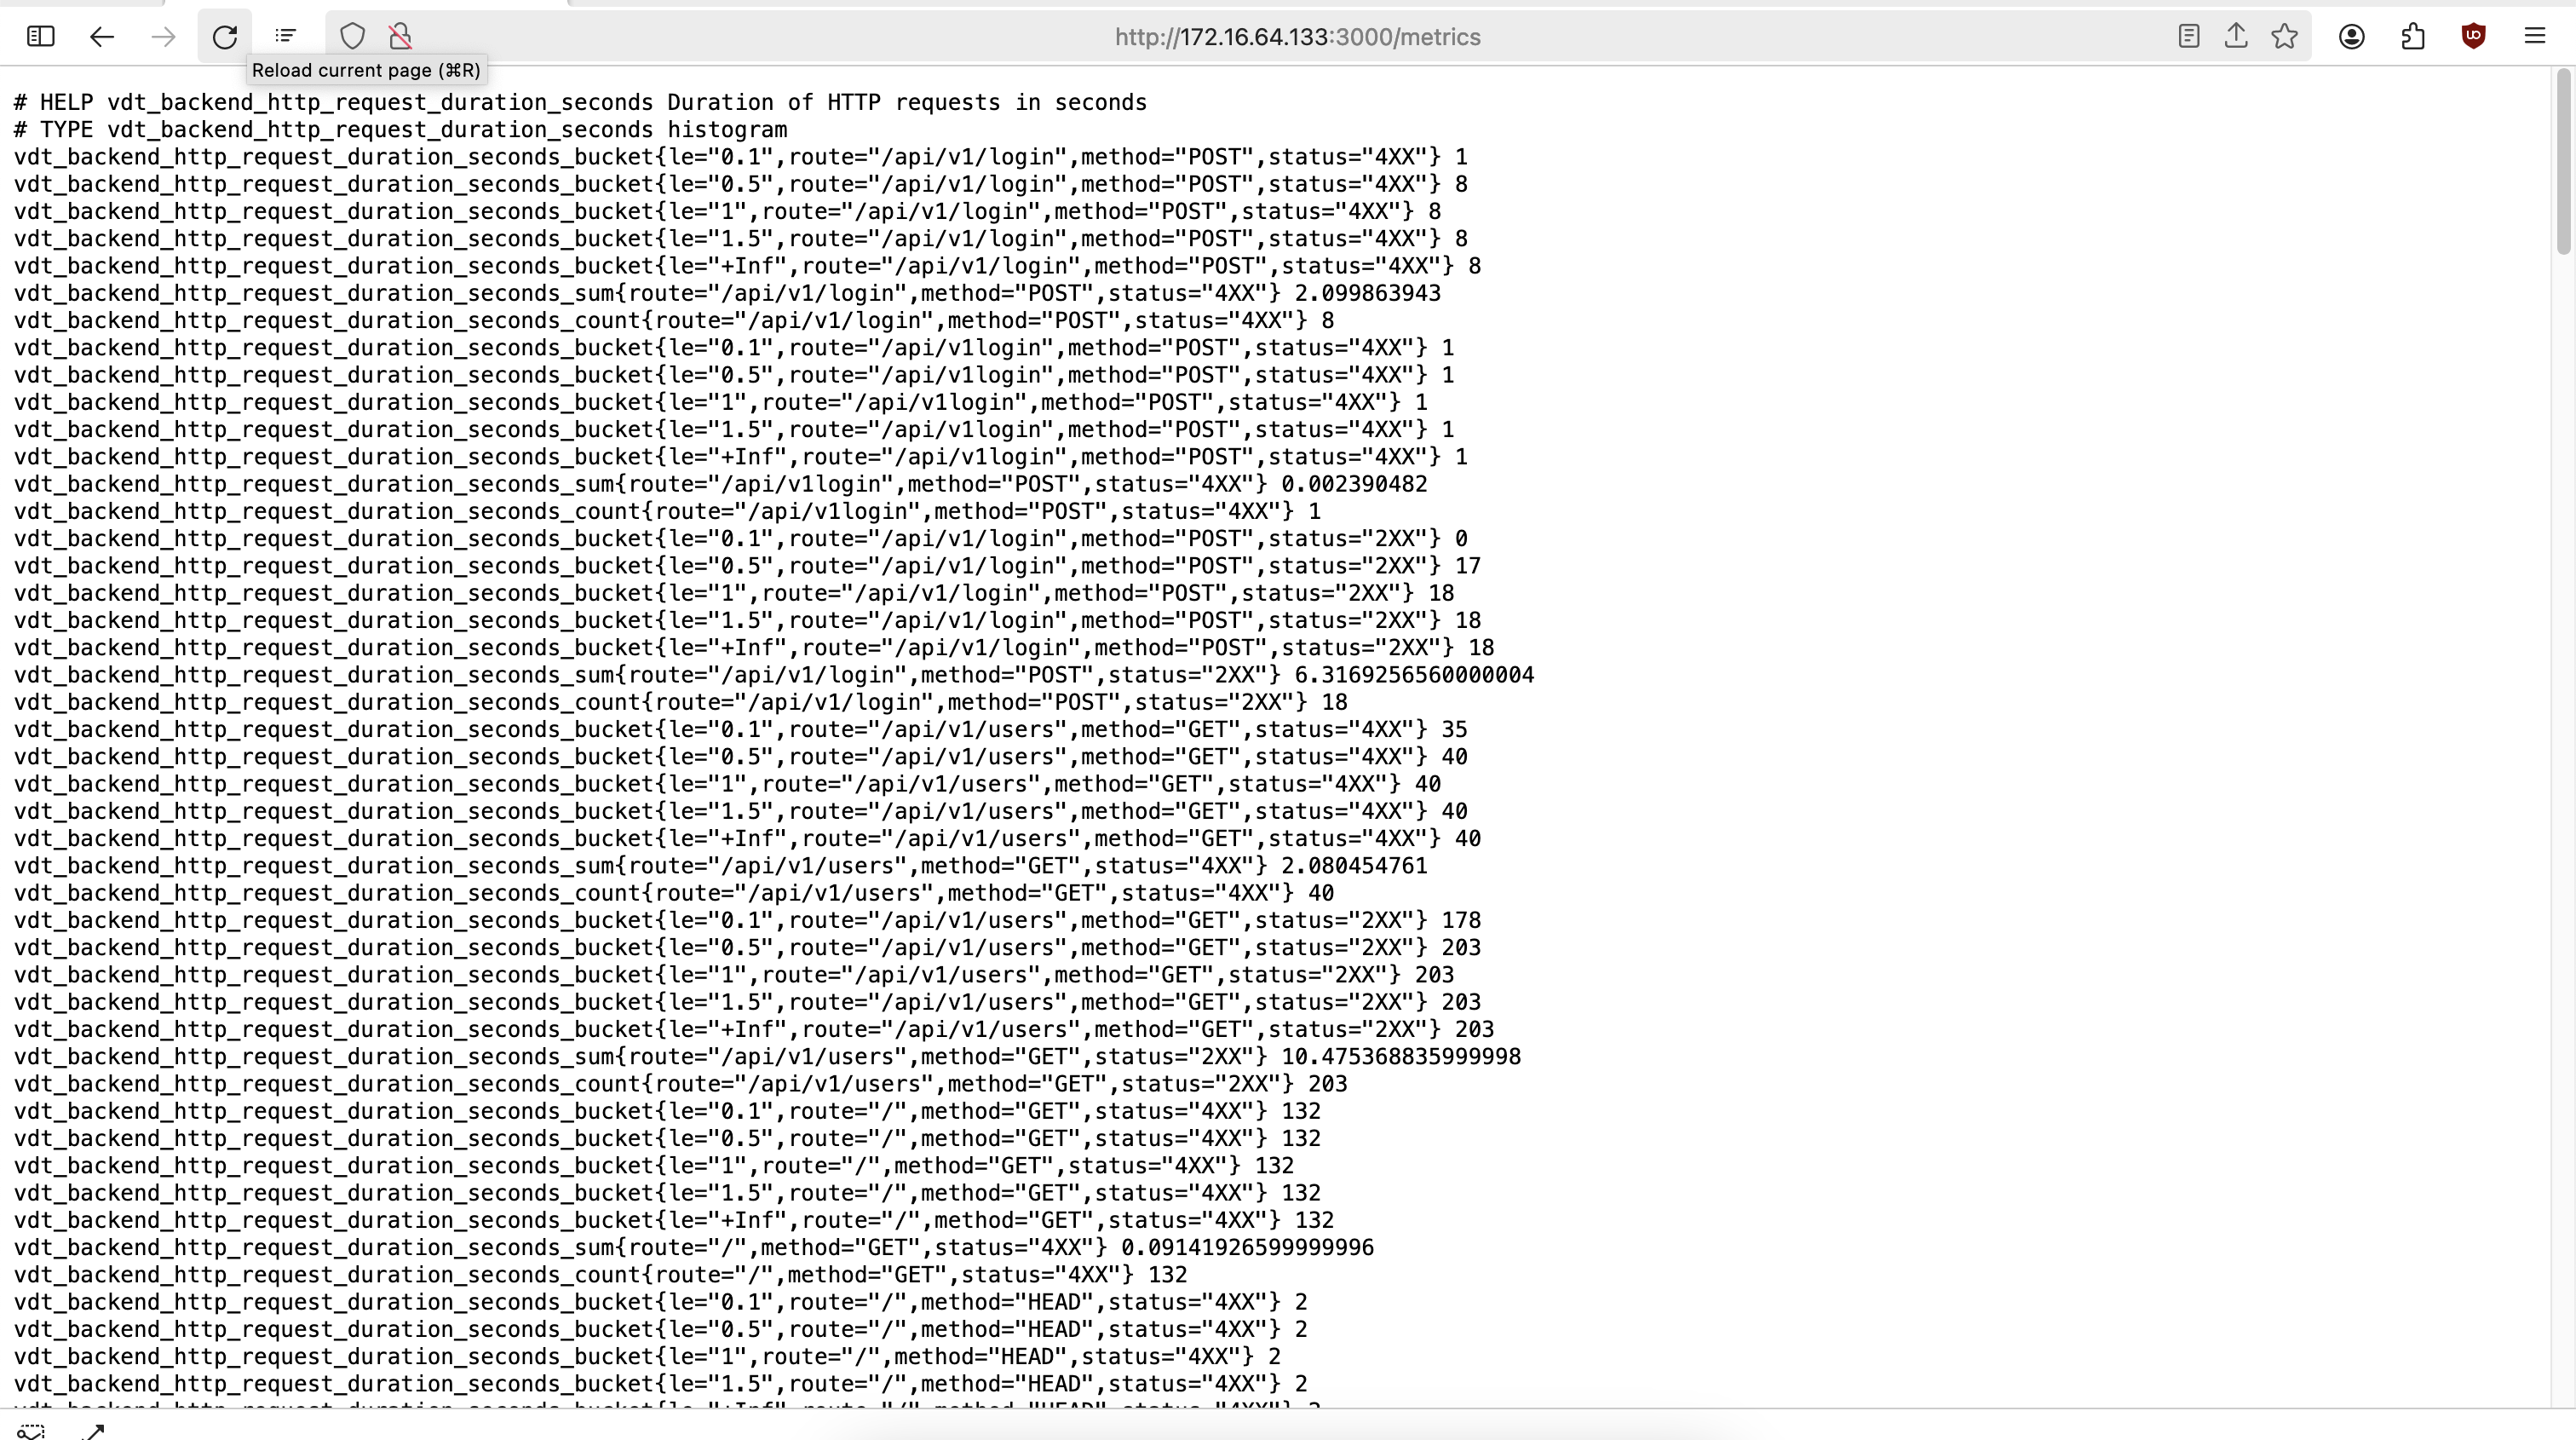 http://172.16.64.133:3000/metrics
Reload current page (⌘R)
# HELP vdt_backend_http_request_duration_seconds Duration of HTTP requests in seconds
# TYPE vdt_backend_http_request_duration_seconds histogram
vdt_backend_http_request_duration_seconds_bucket{le="0.1",route="/api/v1/login",method="POST",status="4XX"} 1
vdt_backend_http_request_duration_seconds_bucket{le="0.5",route="/api/v1/login",method="POST",status="4XX"} 8
vdt_backend_http_request_duration_seconds_bucket{le="1",route="/api/v1/login",method="POST",status="4XX"} 8
vdt_backend_http_request_duration_seconds_bucket{le="1.5",route="/api/v1/login",method="POST",status="4XX"} 8
vdt_backend_http_request_duration_seconds_bucket{le="+Inf",route="/api/v1/login",method="POST",status="4XX"} 8
vdt_backend_http_request_duration_seconds_sum{route="/api/v1/login",method="POST",status="4XX"} 2.099863943
vdt_backend_http_request_duration_seconds_count{route="/api/v1/login",method="POST",status="4XX"} 8
vdt_backend_http_request_duration_seconds_bucket{le="0.1",route="/api/v1login",method="POST",status="4XX"} 1
vdt_backend_http_request_duration_seconds_bucket{le="0.5",route="/api/v1login",method="POST",status="4XX"} 1
vdt_backend_http_request_duration_seconds_bucket{le="1",route="/api/v1login",method="POST",status="4XX"} 1
vdt_backend_http_request_duration_seconds_bucket{le="1.5",route="/api/v1login",method="POST",status="4XX"} 1
vdt_backend_http_request_duration_seconds_bucket{le="+Inf",route="/api/v1login",method="POST",status="4XX"} 1
vdt_backend_http_request_duration_seconds_sum{route="/api/v1login",method="POST",status="4XX"} 0.002390482
vdt_backend_http_request_duration_seconds_count{route="/api/v1login",method="POST",status="4XX"} 1
vdt_backend_http_request_duration_seconds_bucket{le="0.1",route="/api/v1/login",method="POST",status="2XX"} 0
vdt_backend_http_request_duration_seconds_bucket{le="0.5",route="/api/v1/login",method="POST",status="2XX"} 17
vdt_backend_http_request_duration_seconds_bucket{le="1",route="/api/v1/login",method="POST",status="2XX"} 18
vdt_backend_http_request_duration_seconds_bucket{le="1.5",route="/api/v1/login",method="POST",status="2XX"} 18
vdt_backend_http_request_duration_seconds_bucket{le="+Inf",route="/api/v1/login",method="POST",status="2XX"} 18
vdt_backend_http_request_duration_seconds_sum{route="/api/v1/login",method="POST",status="2XX"} 6.3169256560000004
vdt_backend_http_request_duration_seconds_count{route="/api/v1/login",method="POST",status="2XX"} 18
vdt_backend_http_request_duration_seconds_bucket{le="0.1",route="/api/v1/users",method="GET",status="4XX"} 35
vdt_backend_http_request_duration_seconds_bucket{le="0.5",route="/api/v1/users",method="GET",status="4XX"} 40
vdt_backend_http_request_duration_seconds_bucket{le="1",route="/api/v1/users",method="GET",status="4XX"} 40
vdt_backend_http_request_duration_seconds_bucket{le="1.5",route="/api/v1/users",method="GET",status="4XX"} 40
vdt_backend_http_request_duration_seconds_bucket{le="+Inf",route="/api/v1/users",method="GET",status="4XX"} 40
vdt_backend_http_request_duration_seconds_sum{route="/api/v1/users",method="GET",status="4XX"} 2.080454761
vdt_backend_http_request_duration_seconds_count{route="/api/v1/users",method="GET",status="4XX"} 40
vdt_backend_http_request_duration_seconds_bucket{le="0.1",route="/api/v1/users",method="GET",status="2XX"} 178
vdt_backend_http_request_duration_seconds_bucket{le="0.5",route="/api/v1/users",method="GET",status="2XX"} 203
vdt_backend_http_request_duration_seconds_bucket{le="1",route="/api/v1/users",method="GET",status="2XX"} 203
vdt_backend_http_request_duration_seconds_bucket{le="1.5",route="/api/v1/users",method="GET",status="2XX"} 203
vdt_backend_http_request_duration_seconds_bucket{le="+Inf",route="/api/v1/users",method="GET",status="2XX"} 203
vdt_backend_http_request_duration_seconds_sum{route="/api/v1/users",method="GET",status="2XX"} 10.475368835999998
vdt_backend_http_request_duration_seconds_count{route="/api/v1/users",method="GET",status="2XX"} 203
vdt_backend_http_request_duration_seconds_bucket{le="0.1",route="/",method="GET",status="4XX"} 132
vdt_backend_http_request_duration_seconds_bucket{le="0.5",route="/",method="GET",status="4XX"} 132
vdt_backend_http_request_duration_seconds_bucket{le="1",route="/",method="GET",status="4XX"} 132
vdt_backend_http_request_duration_seconds_bucket{le="1.5",route="/",method="GET",status="4XX"} 132
vdt_backend_http_request_duration_seconds_bucket{le="+Inf",route="/",method="GET",status="4XX"} 132
vdt_backend_http_request_duration_seconds_sum{route="/",method="GET",status="4XX"} 0.09141926599999996
vdt_backend_http_request_duration_seconds_count{route="/",method="GET",status="4XX"} 132
vdt_backend_http_request_duration_seconds_bucket{le="0.1",route="/",method="HEAD",status="4XX"} 2
vdt_backend_http_request_duration_seconds_bucket{le="0.5",route="/",method="HEAD",status="4XX"} 2
vdt_backend_http_request_duration_seconds_bucket{le="1",route="/",method="HEAD",status="4XX"} 2
vdt_backend_http_request_duration_seconds_bucket{le="1.5",route="/",method="HEAD",status="4XX"} 2